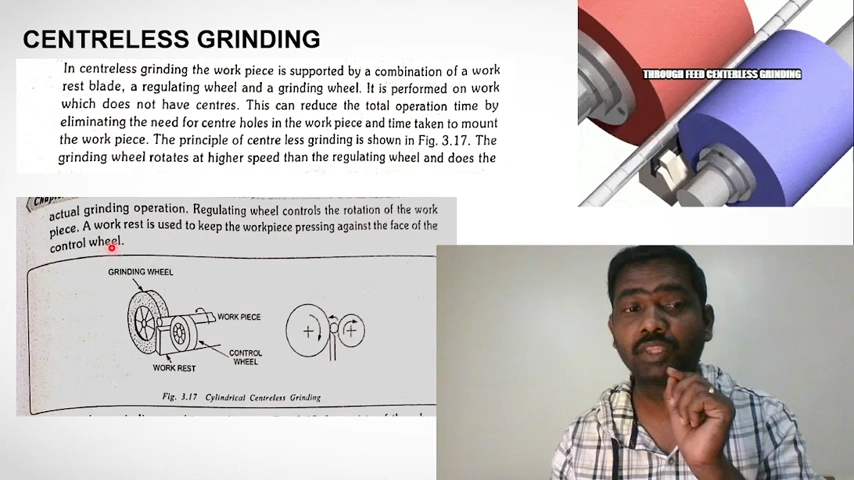 CENTRELESS GRINDING
In centreless grinding the work piece is supported by a combination of a work
rest blade, a regulating wheel and a grinding wheel. It is performed on work
which does not have centres. This can reduce the total operation time by
eliminating the need for centre holes in the work piece and time taken to mount
the work piece. The principle of centre less grinding is shown in Fig. 3.17. The
grinding wheel rotates at higher speed than the regulating wheel and does the
THROUGH FEED CENTERLESS GRINDING
actual grinding operation. Regulating wheel controls the rotation of the work
piece. A work rest is used to keep the workpiece pressing against the face of the
control wheel.
GRINDING WHEEL
WORK PIECE
CONTROL
WHEEL
WORK REST
Fig. 3.17 Cylindrical Centreless Grinding